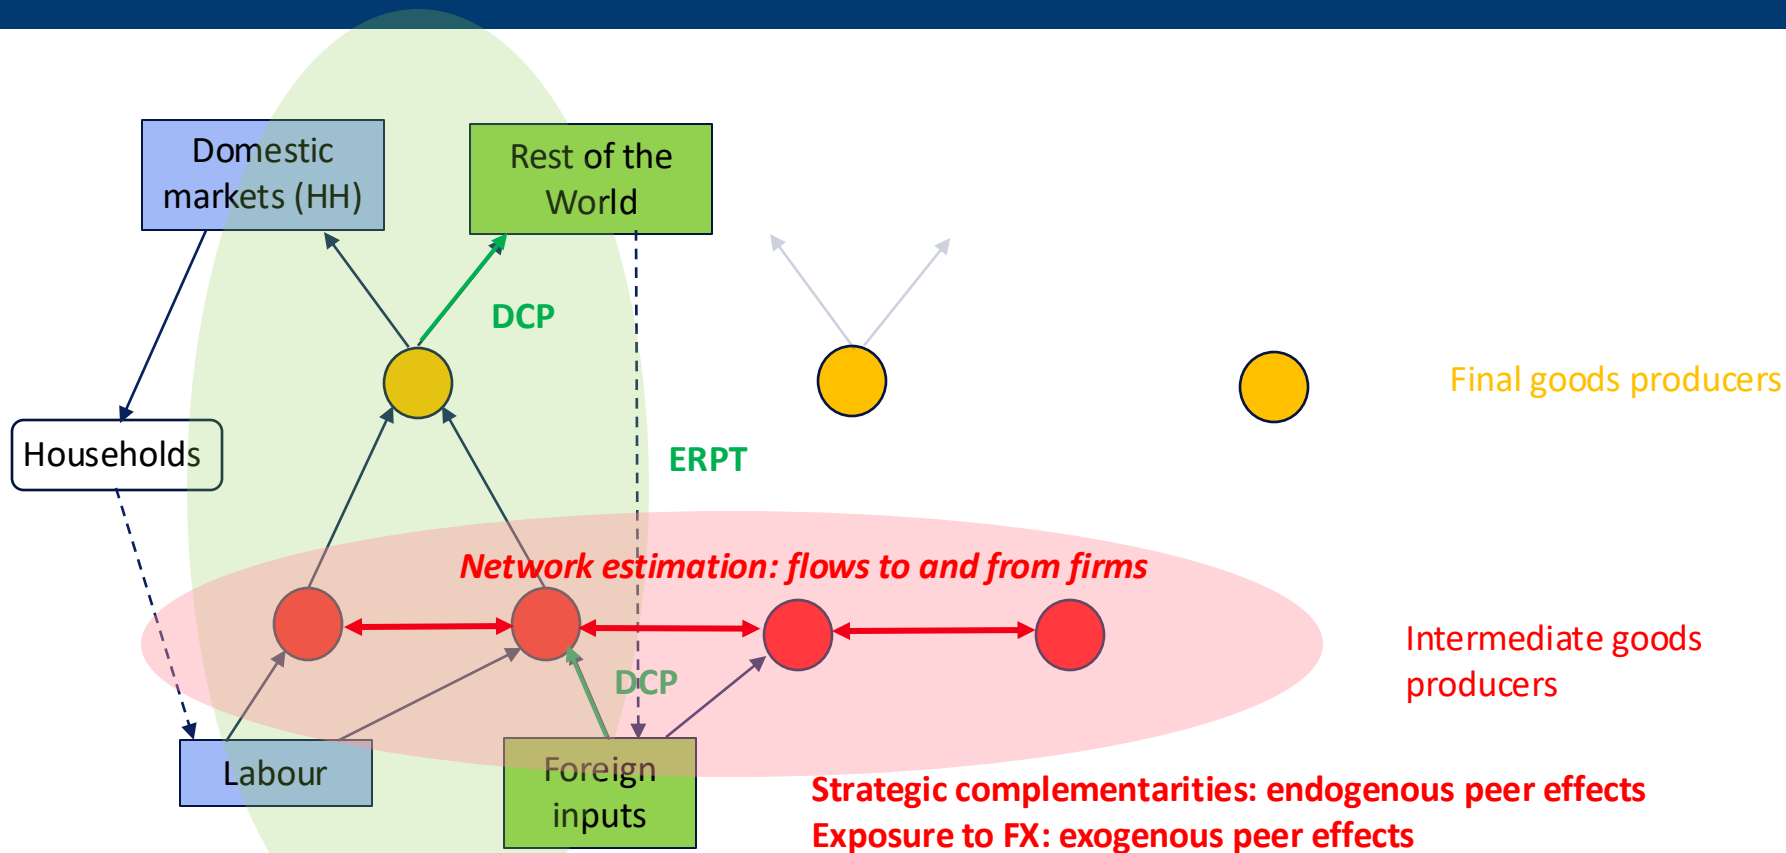 Domestic
markets (HH)
Rest of the
World
DCP
Final goods producers
Households
ERPT
Network estimation: flows to and from firms
Intermediate goods
producers
DCP
Labour
Foreign
inputs
Strategic complementarities: endogenous peer effects
Exposure to FX: exogenous peer effects